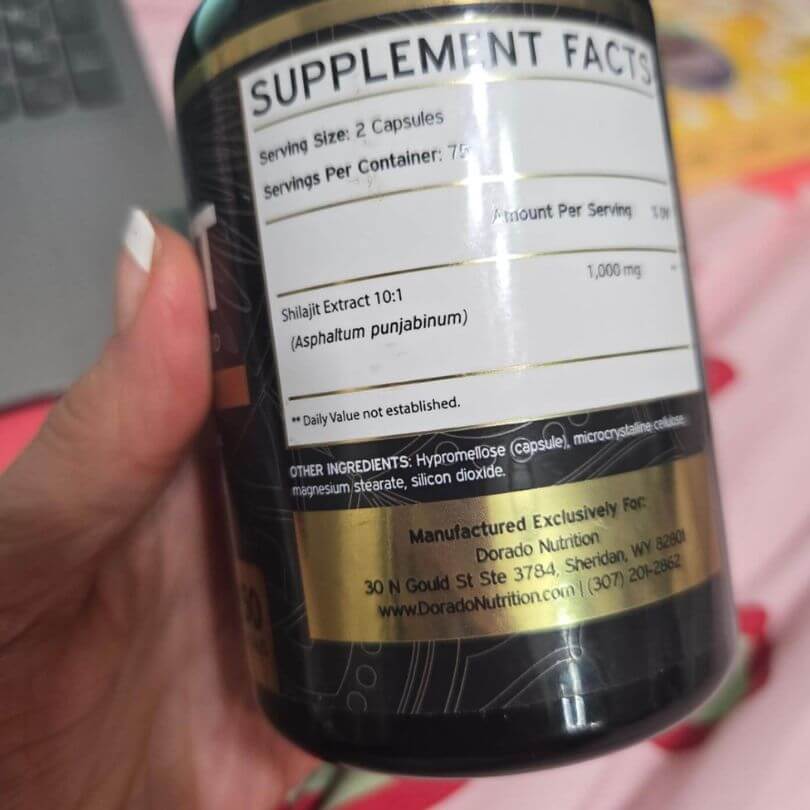 SUPPLEMENT FACTS
Serving Size: 2 Capsules
Servings Per Container: 75
Amount Per Serving % DV
Shilajit Extract 10:1 1,000 mg **
(Asphaltum punjabinum)
** Daily Value not established.
OTHER INGREDIENTS: Hypromellose (capsule), microcrystalline cellulose,
magnesium stearate, silicon dioxide.
Manufactured Exclusively For:
Dorado Nutrition
30 N Gould St Ste 3784, Sheridan, WY 82801
www.DoradoNutrition.com | (307) 201-2862
T